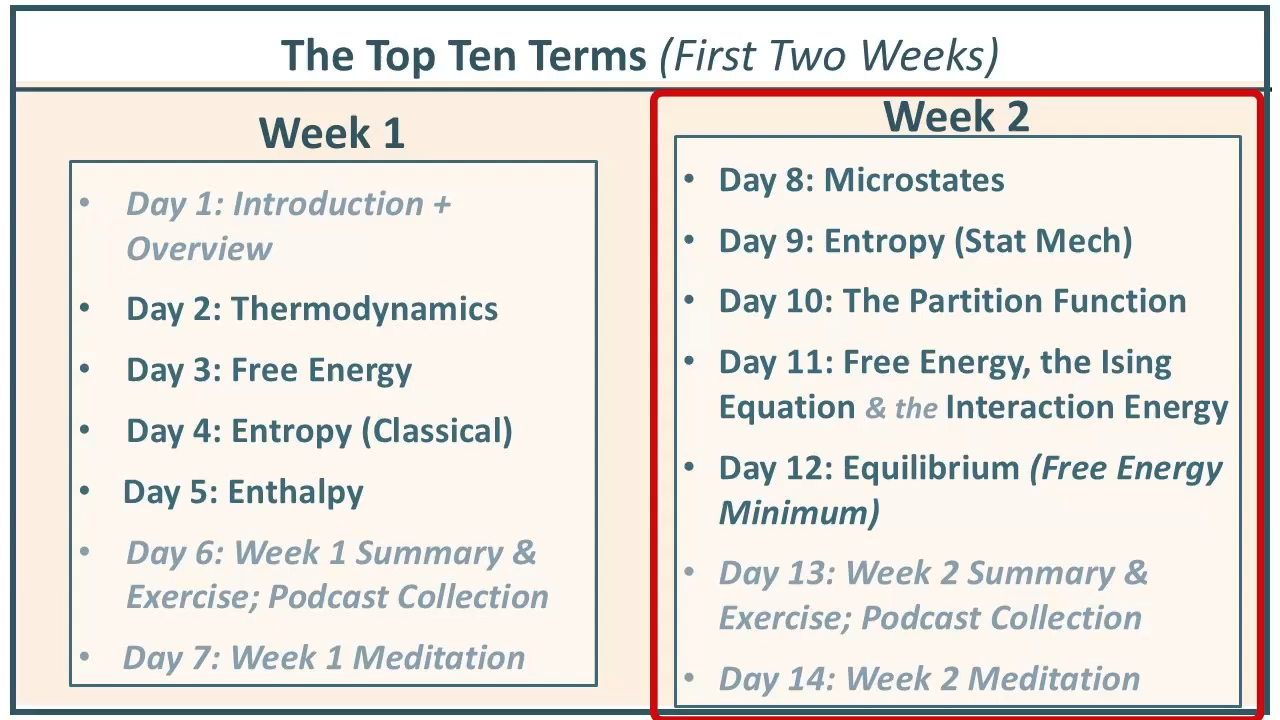 The Top Ten Terms (First Two Weeks)
Week 1
• Day 1: Introduction +
Overview
• Day 2: Thermodynamics
• Day 3: Free Energy
• Day 4: Entropy (Classical)
• Day 5: Enthalpy
• Day 6: Week 1 Summary &
Exercise; Podcast Collection
• Day 7: Week 1 Meditation
Week 2
• Day 8: Microstates
• Day 9: Entropy (Stat Mech)
• Day 10: The Partition Function
• Day 11: Free Energy, the Ising
Equation & the Interaction Energy
• Day 12: Equilibrium (Free Energy
Minimum)
• Day 13: Week 2 Summary &
Exercise; Podcast Collection
• Day 14: Week 2 Meditation